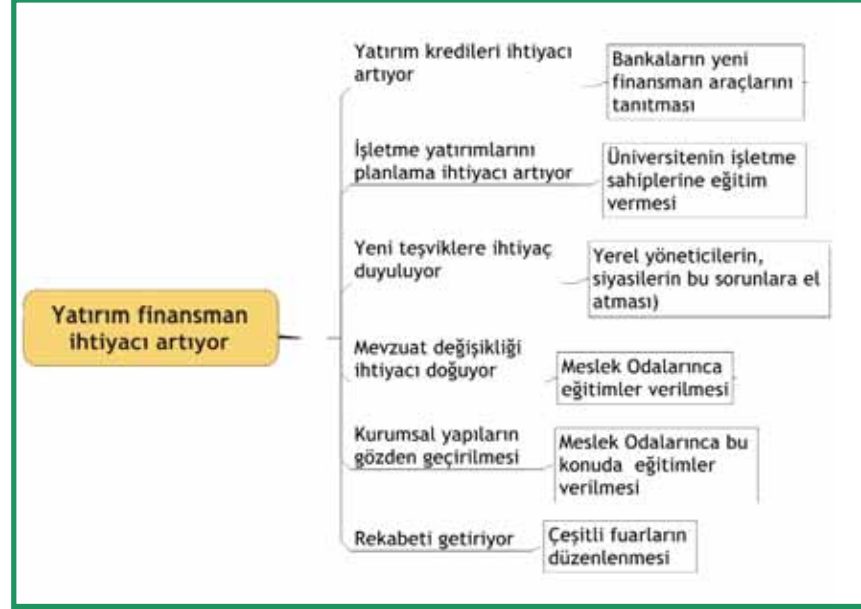 Yatırım finansman
ihtiyacı artıyor
Yatırım kredileri ihtiyacı
artıyor
Bankaların yeni
finansman araçlarını
tanıtması
İşletme yatırımlarını
planlama ihtiyacı artıyor
Üniversitenin işletme
sahiplerine eğitim
vermesi
Yeni teşviklere ihtiyaç
duyuluyor
Yerel yöneticilerin,
siyasilerin bu sorunlara el
atması)
Mevzuat değişikliği
ihtiyacı doğuyor
Meslek Odalarınca
eğitimler verilmesi
Kurumsal yapıların
gözden geçirilmesi
Meslek Odalarınca bu
konuda eğitimler
verilmesi
Rekabeti getiriyor
Çeşitli fuarların
düzenlenmesi